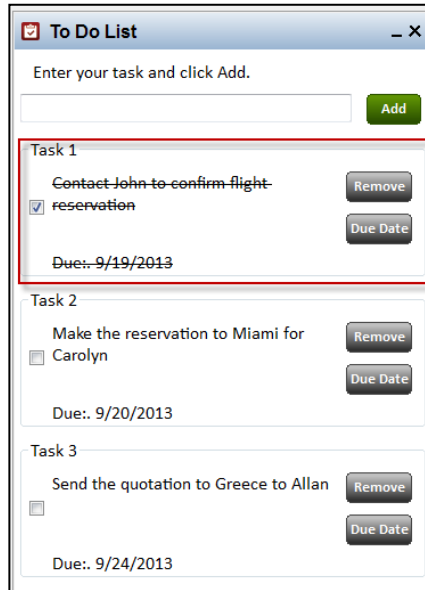 To Do List
Enter your task and click Add.
Add
Task 1
Contact John to confirm flight
reservation
Remove
Due Date
Due:. 9/19/2013
Task 2
Make the reservation to Miami for
Carolyn
Remove
Due Date
Due:. 9/20/2013
Task 3
Send the quotation to Greece to Allan
Remove
Due Date
Due:. 9/24/2013